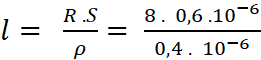 l = R .S / ρ = 8 . 0,6 .10⁻⁶ / 0,4 . 10⁻⁶